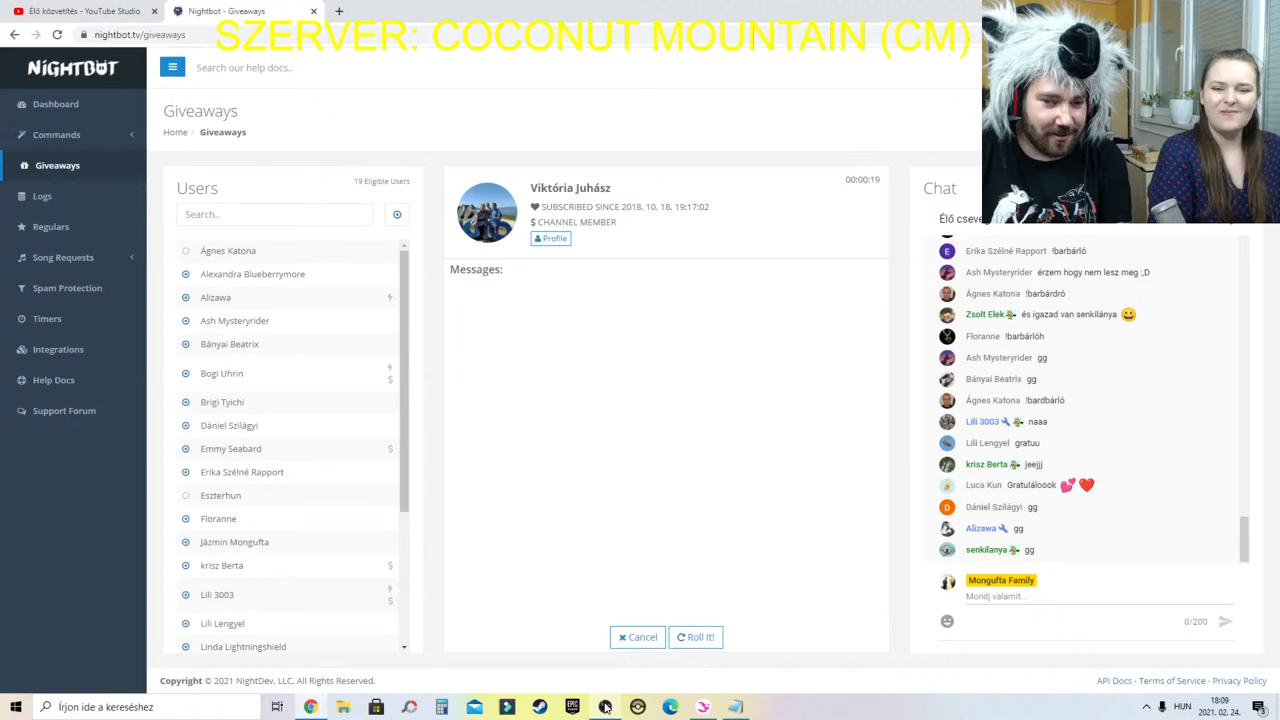 Élő közvetítés - YouTube Studio
Nightbot - Giveaways
nightbot.tv/giveaways
SZERVER: COCONUT MOUNTAIN (CM)
NIGHTBOT
Search our help docs..
Dashboard
Commands
Giveaways
Logs
Regulars
Song Requests
Spam Protection
Timers
Integrations
Help Docs
Support Forum
Giveaways
Home / Giveaways
Users
19 Eligible Users
Search..
Ágnes Katona
Alexandra Blueberrymore
Alizawa
Ash Mysteryrider
Bányai Beatrix
Bogi Uhrin
Brigi Tyichi
Dániel Szilágyi
Emmy Seabard
Erika Szélné Rapport
Eszterhun
Floranne
Jázmin Mongufta
krisz Berta
Lili 3003
Lili Lengyel
Linda Lightningshield
Viktória Juhász
00:00:19
SUBSCRIBED SINCE 2018. 10. 18. 19:17:02
$ CHANNEL MEMBER
Profile
Messages:
Cancel
Roll It!
Chat
Élő cseve
Erika Szélné Rapport !barbárló
Ash Mysteryrider érzem hogy nem lesz meg ;,D
Ágnes Katona !barbárdró
Zsolt Elek és igazad van senkilánya
Floranne !barbárlóh
Ash Mysteryrider gg
Bányai Beatrix gg
Ágnes Katona !bardbárló
Lili 3003 naaa
Lili Lengyel gratuu
krisz Berta jeejjj
Luca Kun Gratuláloook
Dániel Szilágyi gg
Alizawa gg
senkilanya gg
Mongufta Family
Mondj valamit...
0/200
Copyright © 2021 NightDev, LLC. All Rights Reserved.
API Docs - Terms of Service - Privacy Policy
Írjon ide a kereséshez
HUN
18:09
2021. 02. 24.